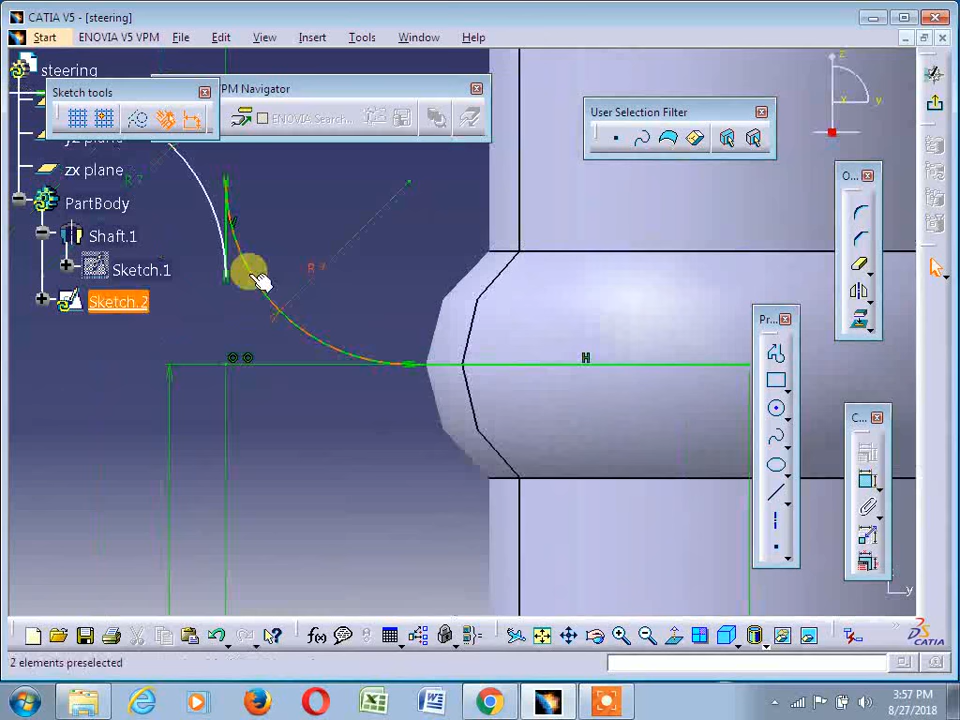 CATIA V5 - [steering]
Start ENOVIA V5 VPM File Edit View Insert Tools Window Help
steering
Sketch tools
PM Navigator
ENOVIA Search...
User Selection Filter
zx plane
PartBody
Shaft.1
Sketch.1
Sketch.2
R 7
V
H
z
y
O...
Pr...
C...
y
f(x)
DS
CATIA
2 elements preselected
3:57 PM
8/27/2018